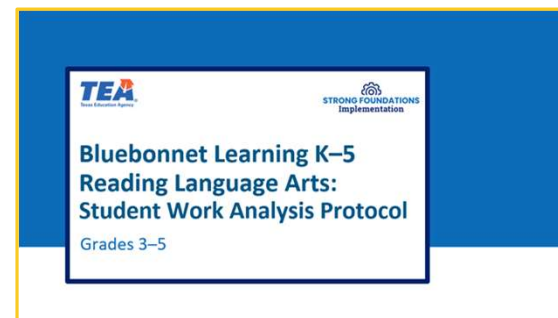 TEA
Texas Education Agency
STRONG FOUNDATIONS
Implementation
Bluebonnet Learning K–5
Reading Language Arts:
Student Work Analysis Protocol
Grades 3–5